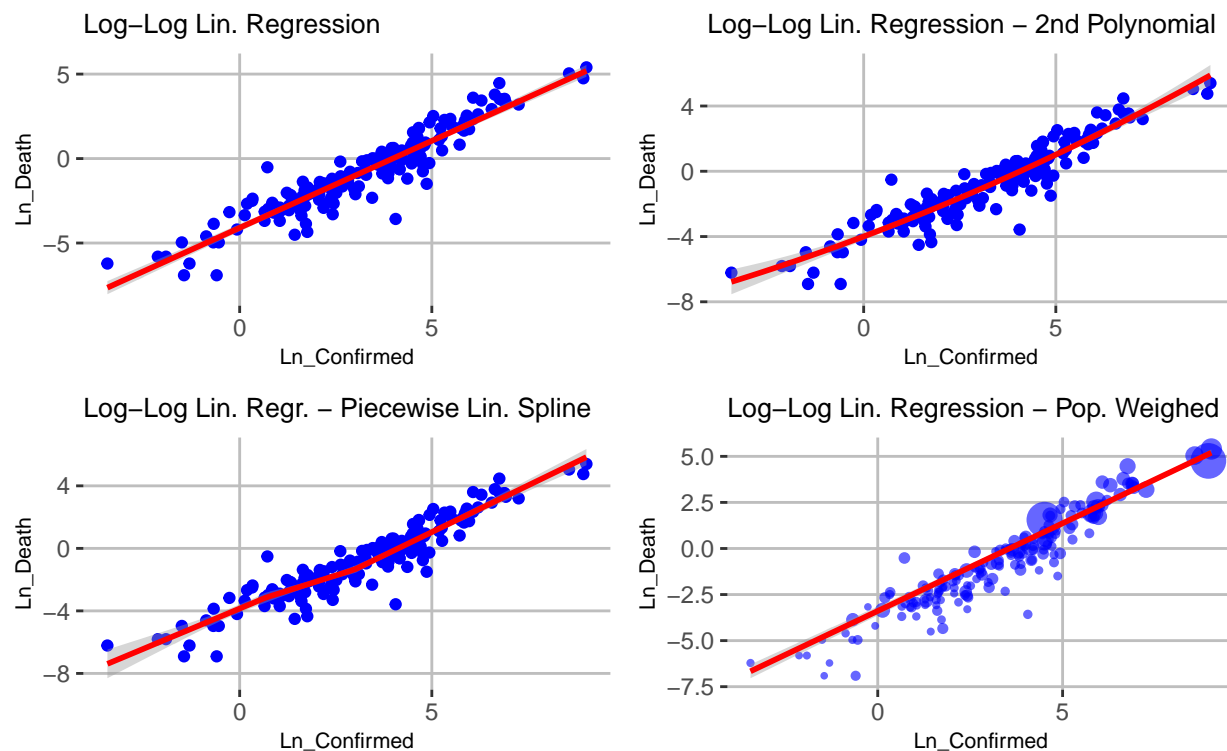 Log−Log Lin. Regression
Ln_Death
5
0
−5
0 5
Ln_Confirmed
Log−Log Lin. Regression − 2nd Polynomial
Ln_Death
4
0
−4
−8
0 5
Ln_Confirmed
Log−Log Lin. Regr. − Piecewise Lin. Spline
Ln_Death
4
0
−4
−8
0 5
Ln_Confirmed
Log−Log Lin. Regression − Pop. Weighed
Ln_Death
5.0
2.5
0.0
−2.5
−5.0
−7.5
0 5
Ln_Confirmed